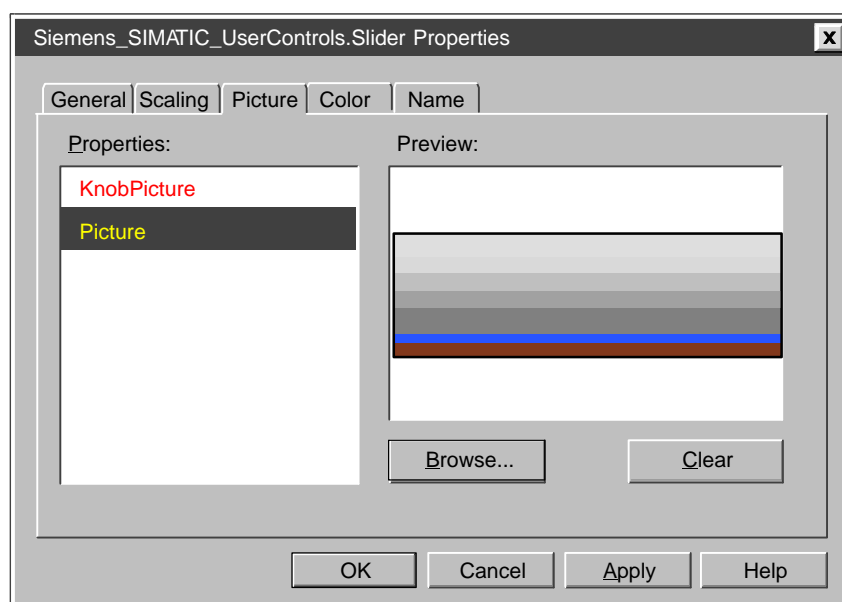 Siemens_SIMATIC_UserControls.Slider Properties
X
General Scaling Picture Color Name
Properties: Preview:
KnobPicture
Picture
Browse... Clear
OK Cancel Apply Help